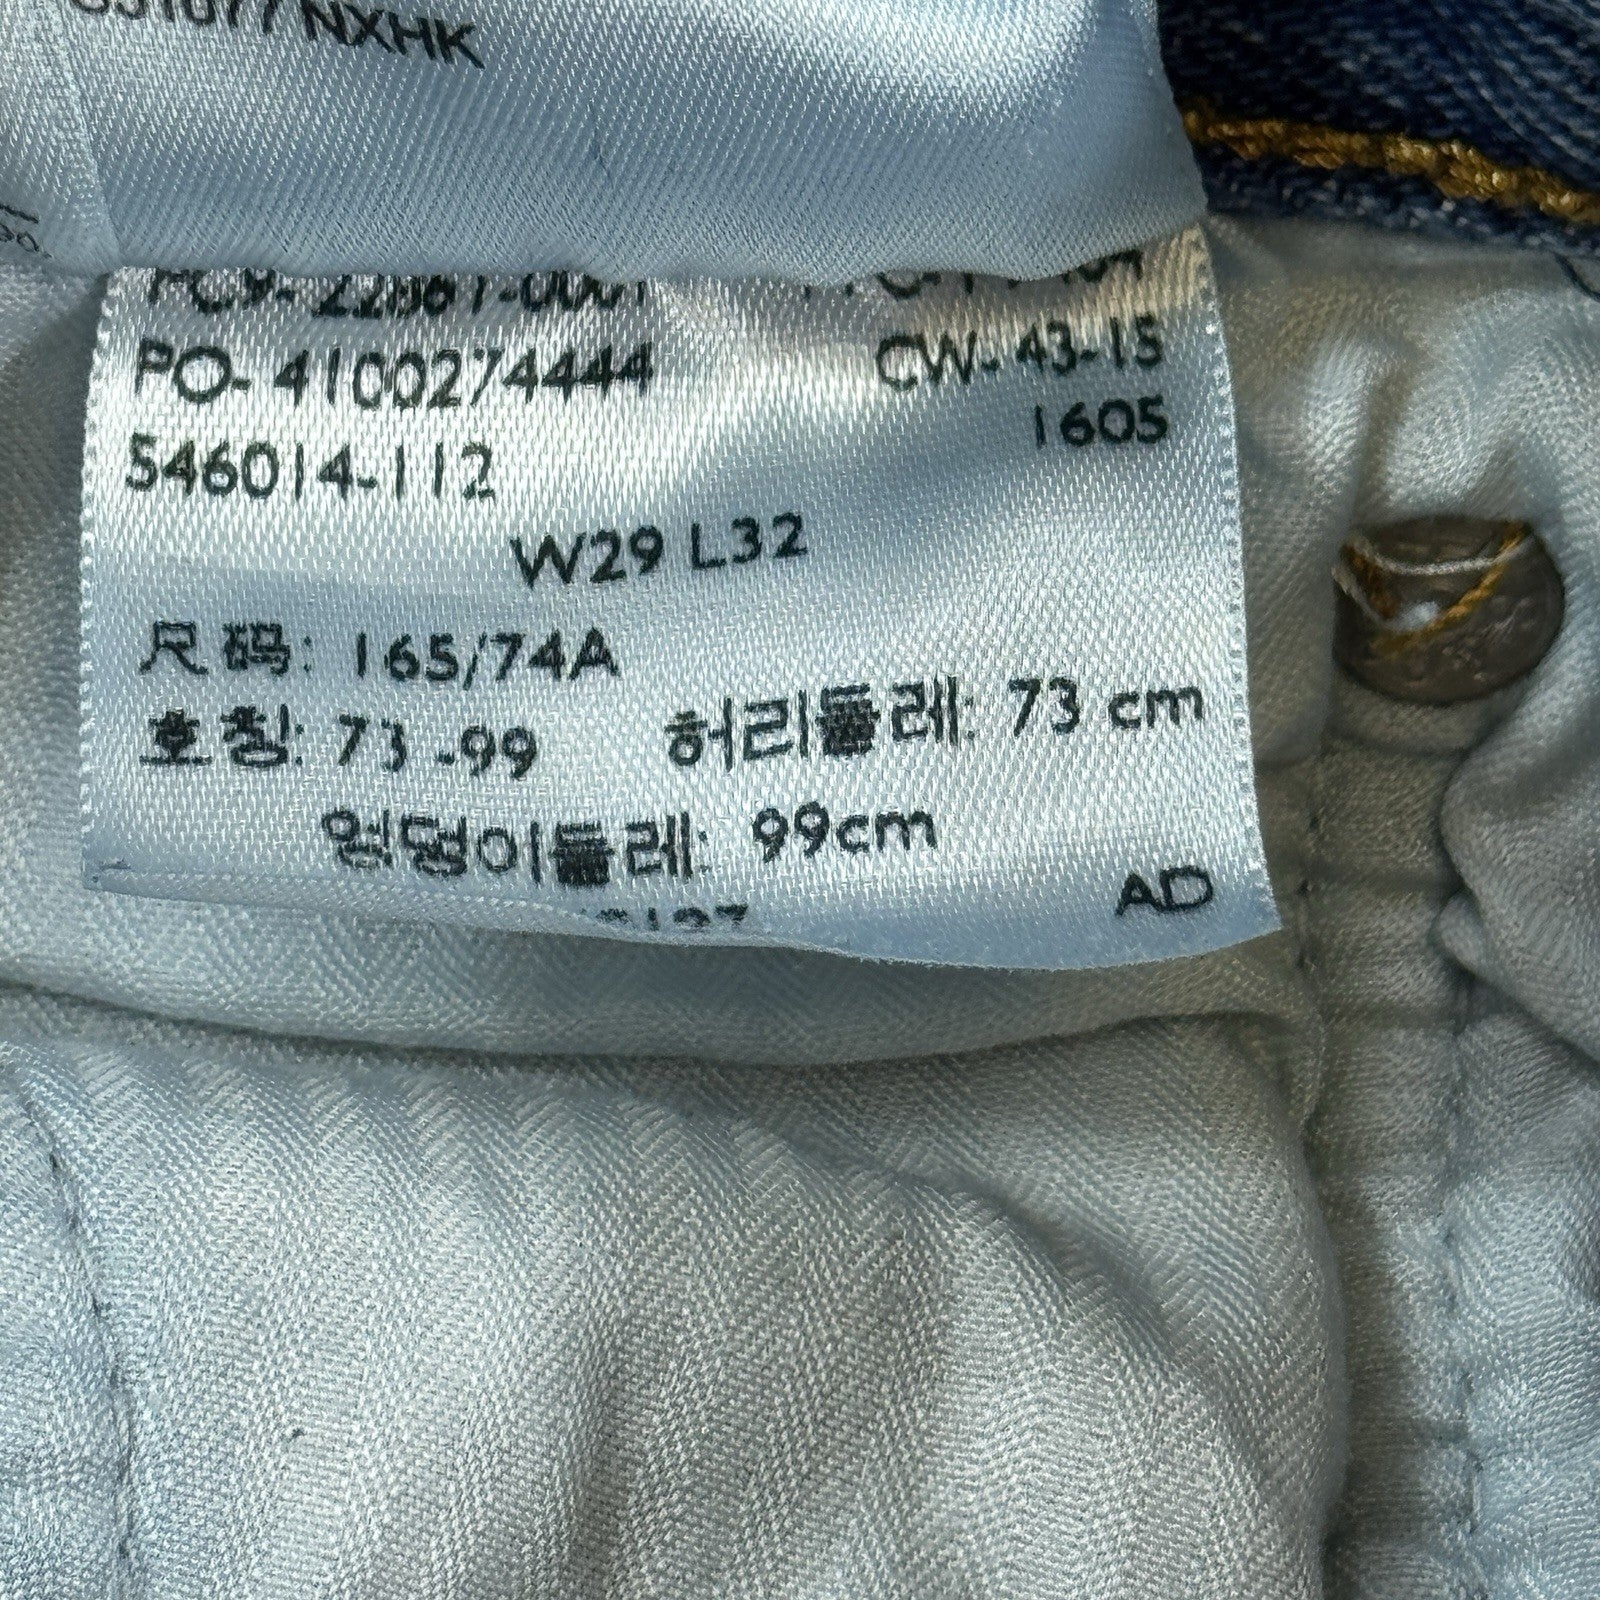 NXHK
PO- 4100274444 CW- 43-15
546014-112 1605
W29 L32
尺码: 165/74A
호칭: 73 -99 허리둘레: 73 cm
엉덩이둘레: 99cm
AD